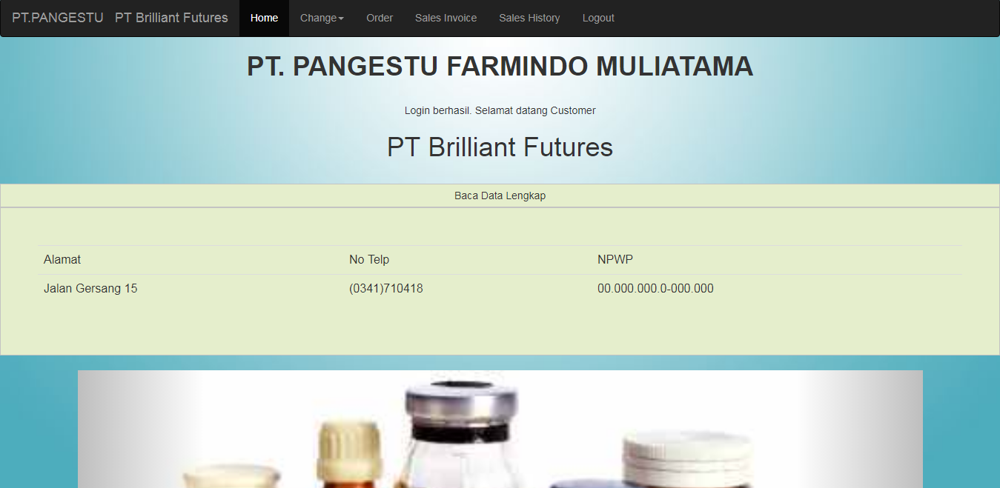 PT.PANGESTU PT Brilliant Futures Home Change Order Sales Invoice Sales History Logout
PT. PANGESTU FARMINDO MULIATAMA
Login berhasil. Selamat datang Customer
PT Brilliant Futures
Baca Data Lengkap
Alamat No Telp NPWP
Jalan Gersang 15 (0341)710418 00.000.000.0-000.000